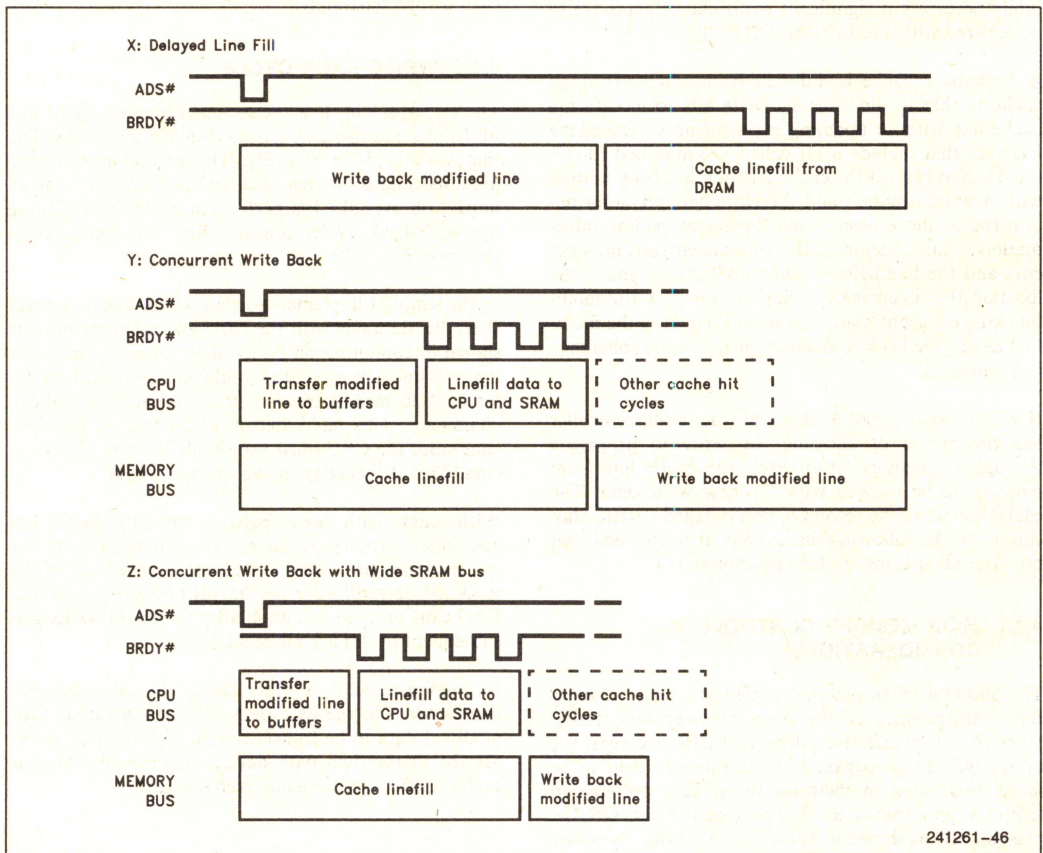 X: Delayed Line Fill
ADS#
BRDY#
Write back modified line
Cache linefill from
DRAM
Y: Concurrent Write Back
ADS#
BRDY#
CPU
BUS
Transfer modified
line to buffers
Linefill data to
CPU and SRAM
Other cache hit
cycles
MEMORY
BUS
Cache linefill
Write back modified line
Z: Concurrent Write Back with Wide SRAM bus
ADS#
BRDY#
CPU
BUS
Transfer
modified line
to buffers
Linefill data to
CPU and SRAM
Other cache hit
cycles
MEMORY
BUS
Cache linefill
Write back
modified line
241261-46